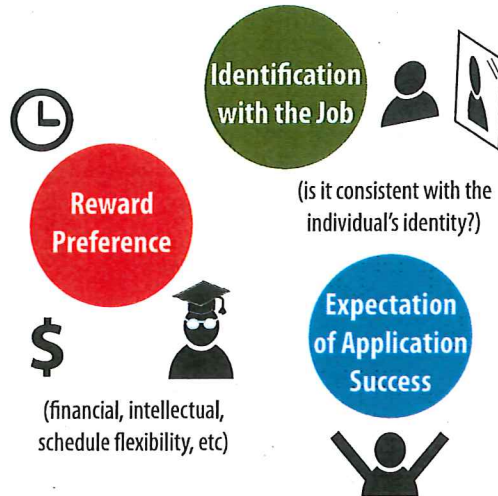 Identification
with the Job
(is it consistent with the
individual's identity?)
Reward
Preference
$
(financial, intellectual,
schedule flexibility, etc)
Expectation
of Application
Success